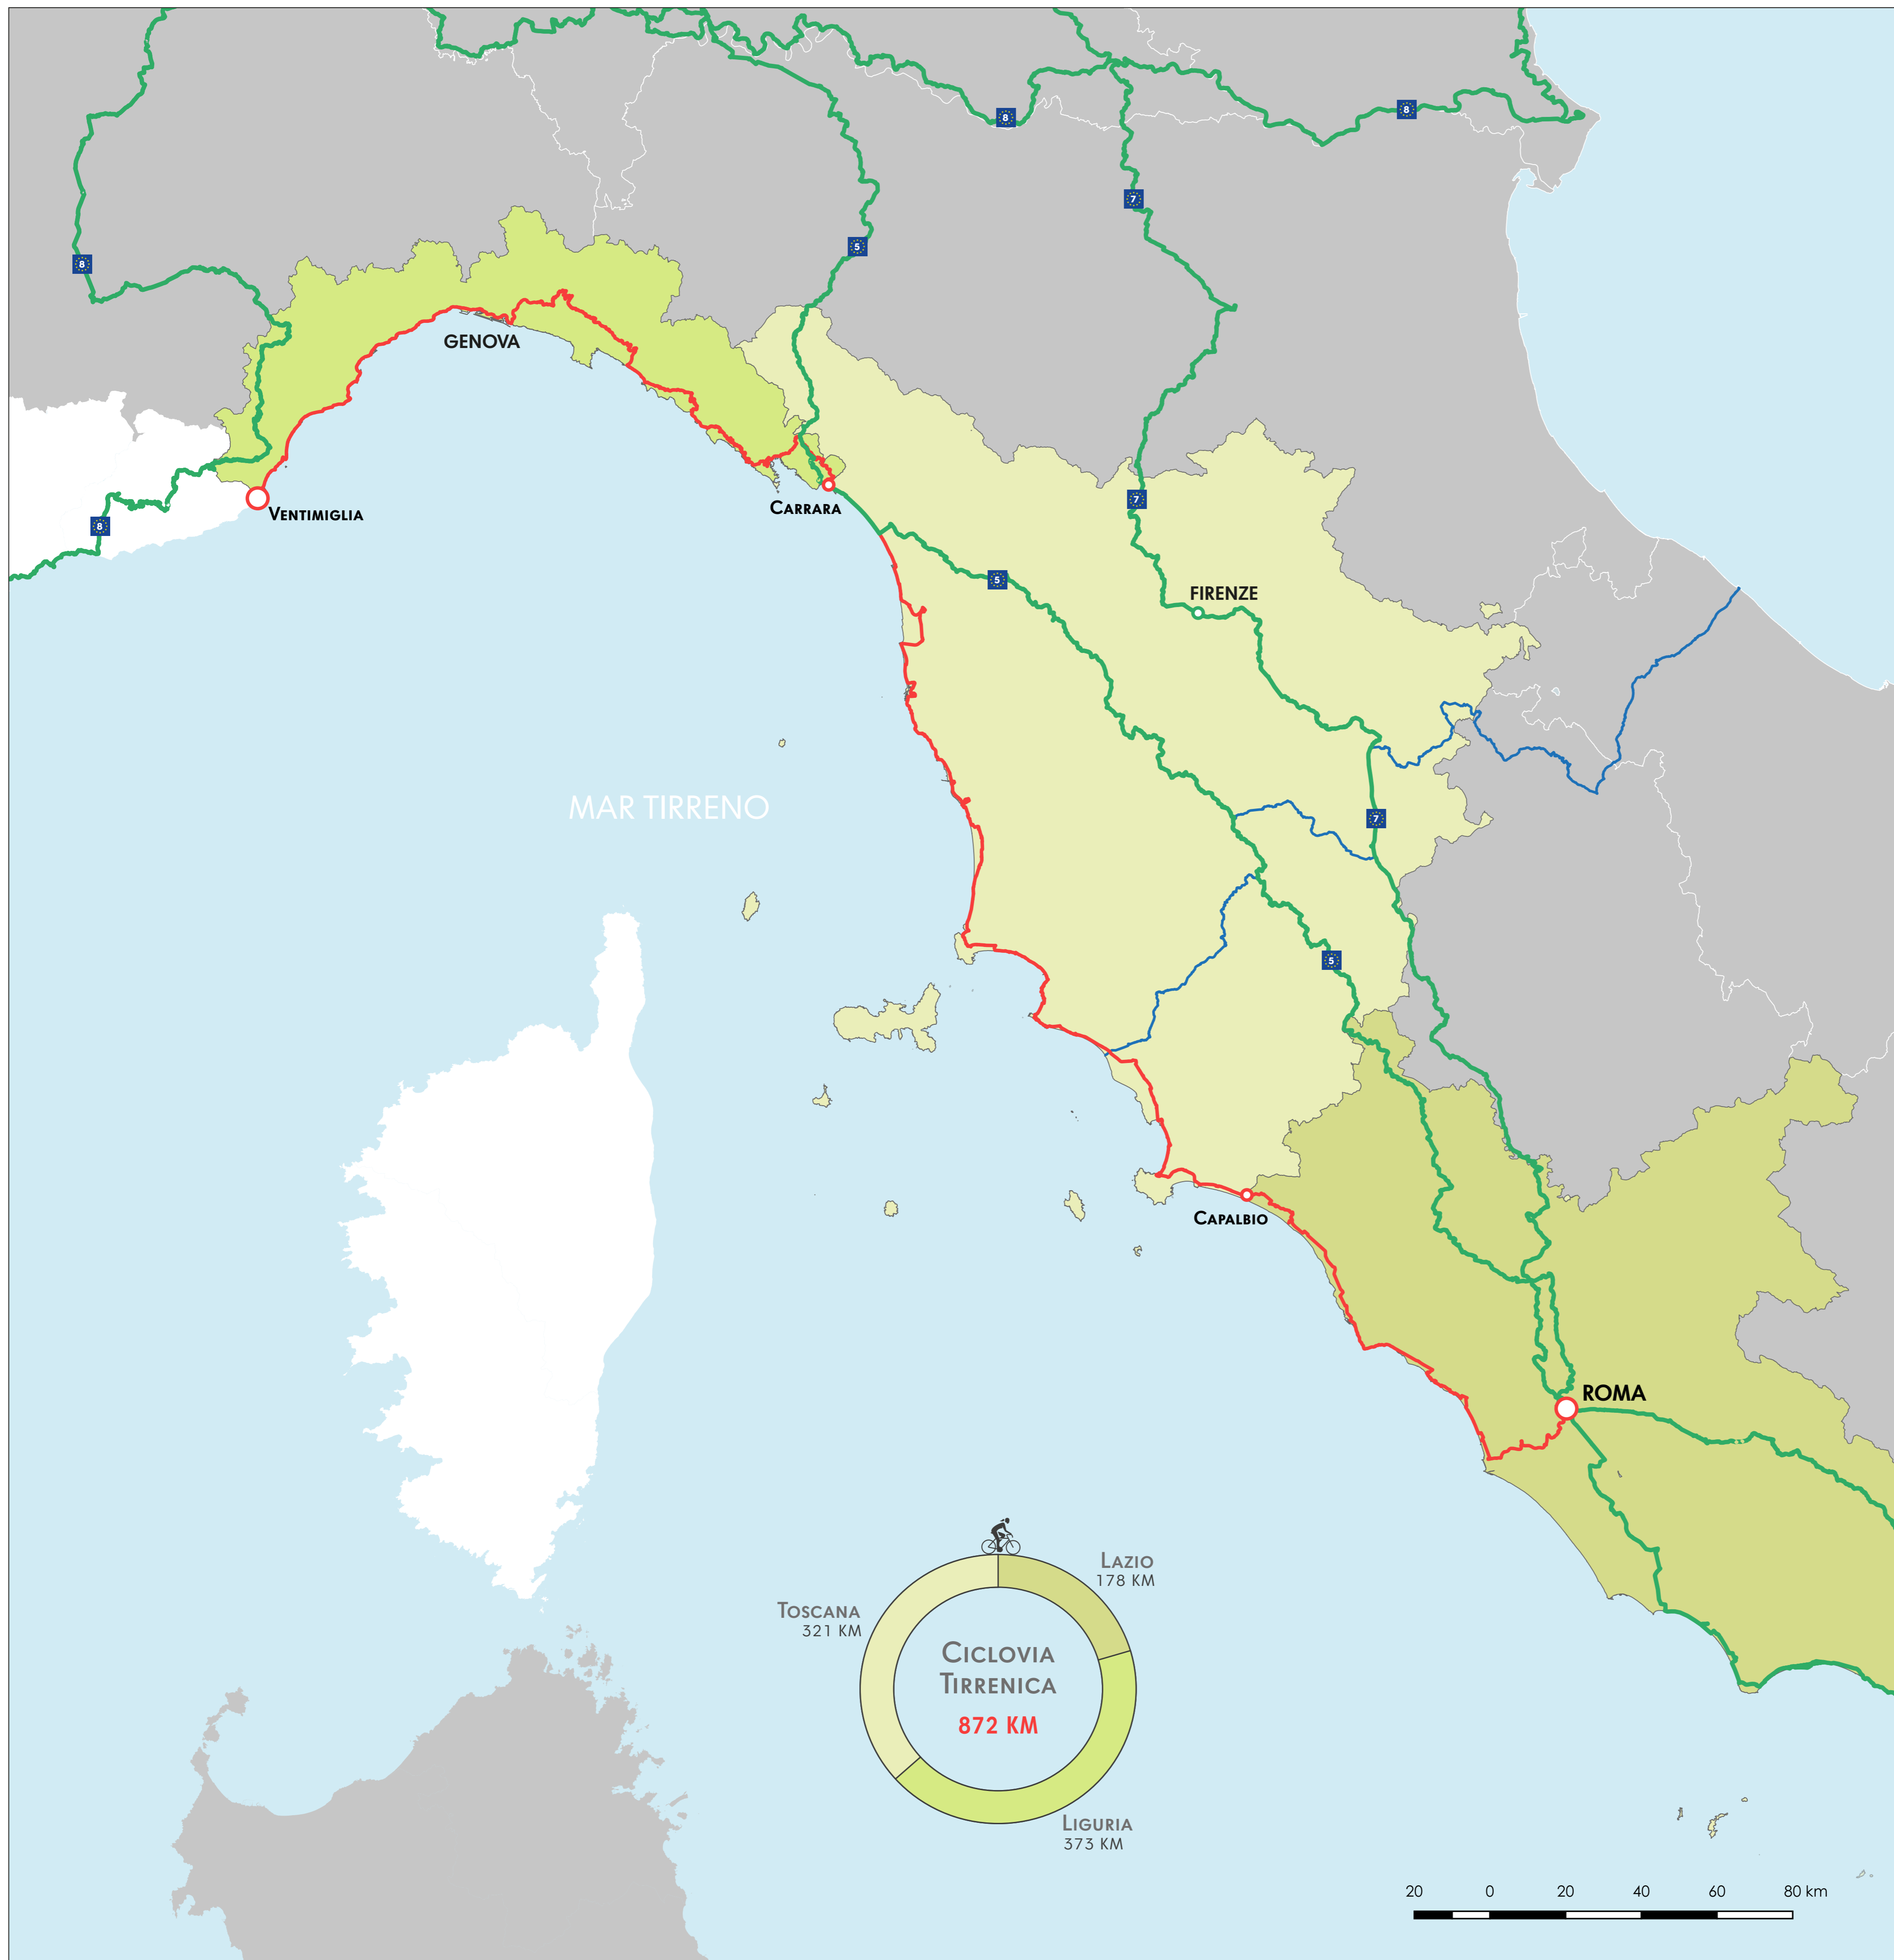 8
8
7
8
5
GENOVA
VENTIMIGLIA
8
CARRARA
7
5
FIRENZE
MAR TIRRENO
7
5
CAPALBIO
ROMA
LAZIO
178 KM
TOSCANA
321 KM
CICLOVIA
TIRRENICA
872 KM
LIGURIA
373 KM
20 0 20 40 60 80 km